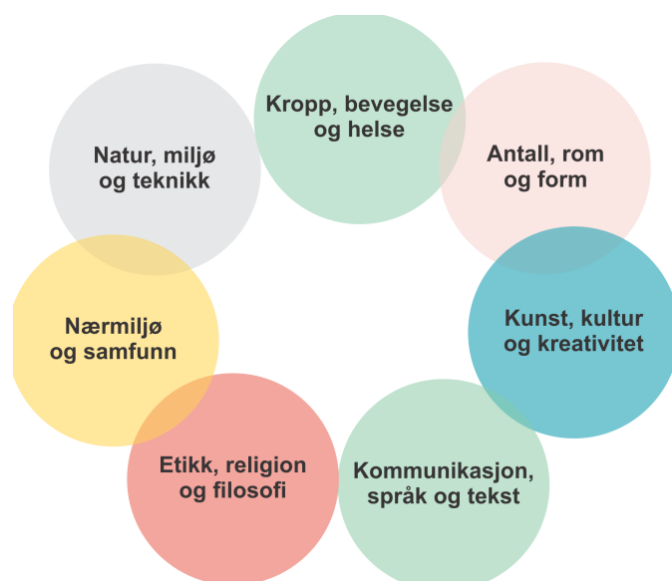 Kropp, bevegelse
og helse
Natur, miljø
og teknikk
Antall, rom
og form
Nærmiljø
og samfunn
Kunst, kultur
og kreativitet
Etikk, religion
og filosofi
Kommunikasjon,
språk og tekst